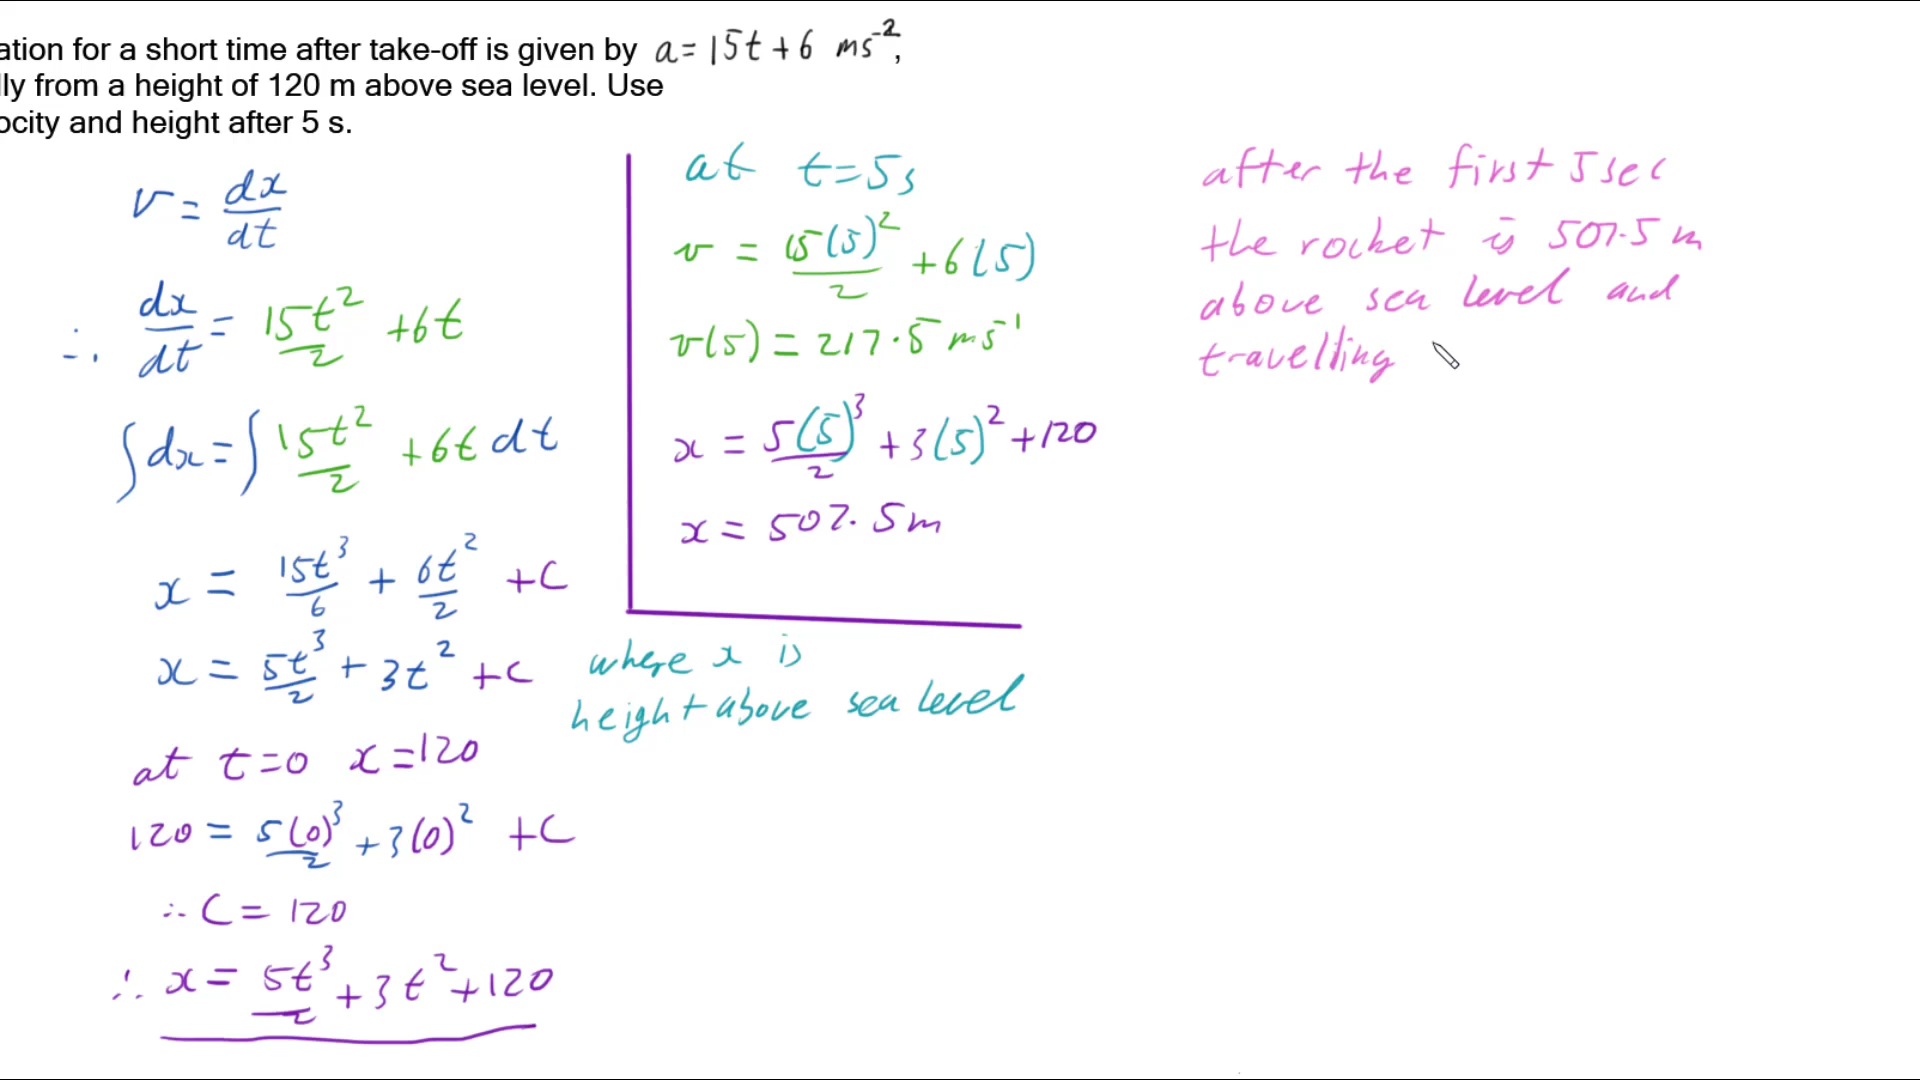 ation for a short time after take-off is given by a = 15t + 6 ms⁻²,
lly from a height of 120 m above sea level. Use
ocity and height after 5 s.
v = dx/dt
∴ dx/dt = 15t²/2 + 6t
∫dx = ∫ 15t²/2 + 6t dt
x = 15t³/6 + 6t²/2 + C
x = 5t³/2 + 3t² + C
at t = 0 x = 120
120 = 5(0)³/2 + 3(0)² + C
∴ C = 120
∴ x = 5t³/2 + 3t² + 120
at t = 5s
v = 15(5)²/2 + 6(5)
v(5) = 217.5 ms⁻¹
x = 5(5)³/2 + 3(5)² + 120
x = 507.5m
where x is
height above sea level
after the first 5 sec
the rocket is 507.5 m
above sea level and
travelling